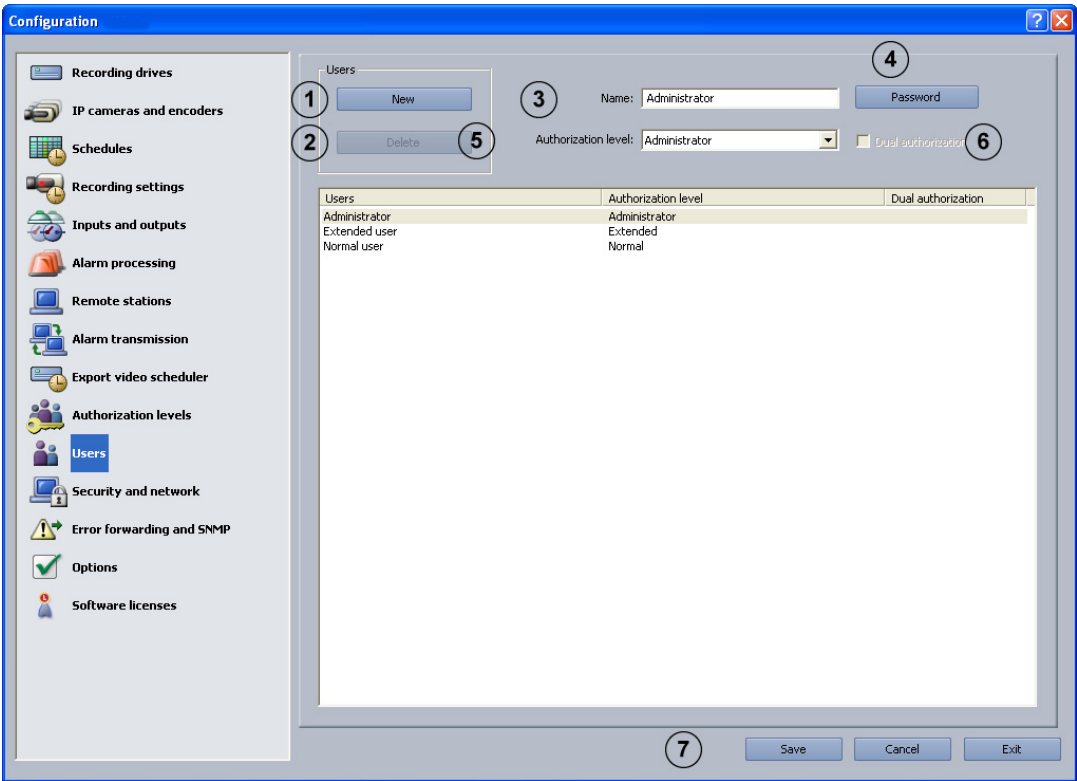 Configuration
Recording drives
IP cameras and encoders
Schedules
Recording settings
Inputs and outputs
Alarm processing
Remote stations
Alarm transmission
Export video scheduler
Authorization levels
Users
Security and network
Error forwarding and SNMP
Options
Software licenses
Users
1 New
2 Delete 5
3 Name: Administrator
4
Password
Authorization level: Administrator
Dual authorization 6
Users Authorization level Dual authorization
Administrator Administrator
Extended user Extended
Normal user Normal
7 Save Cancel Exit